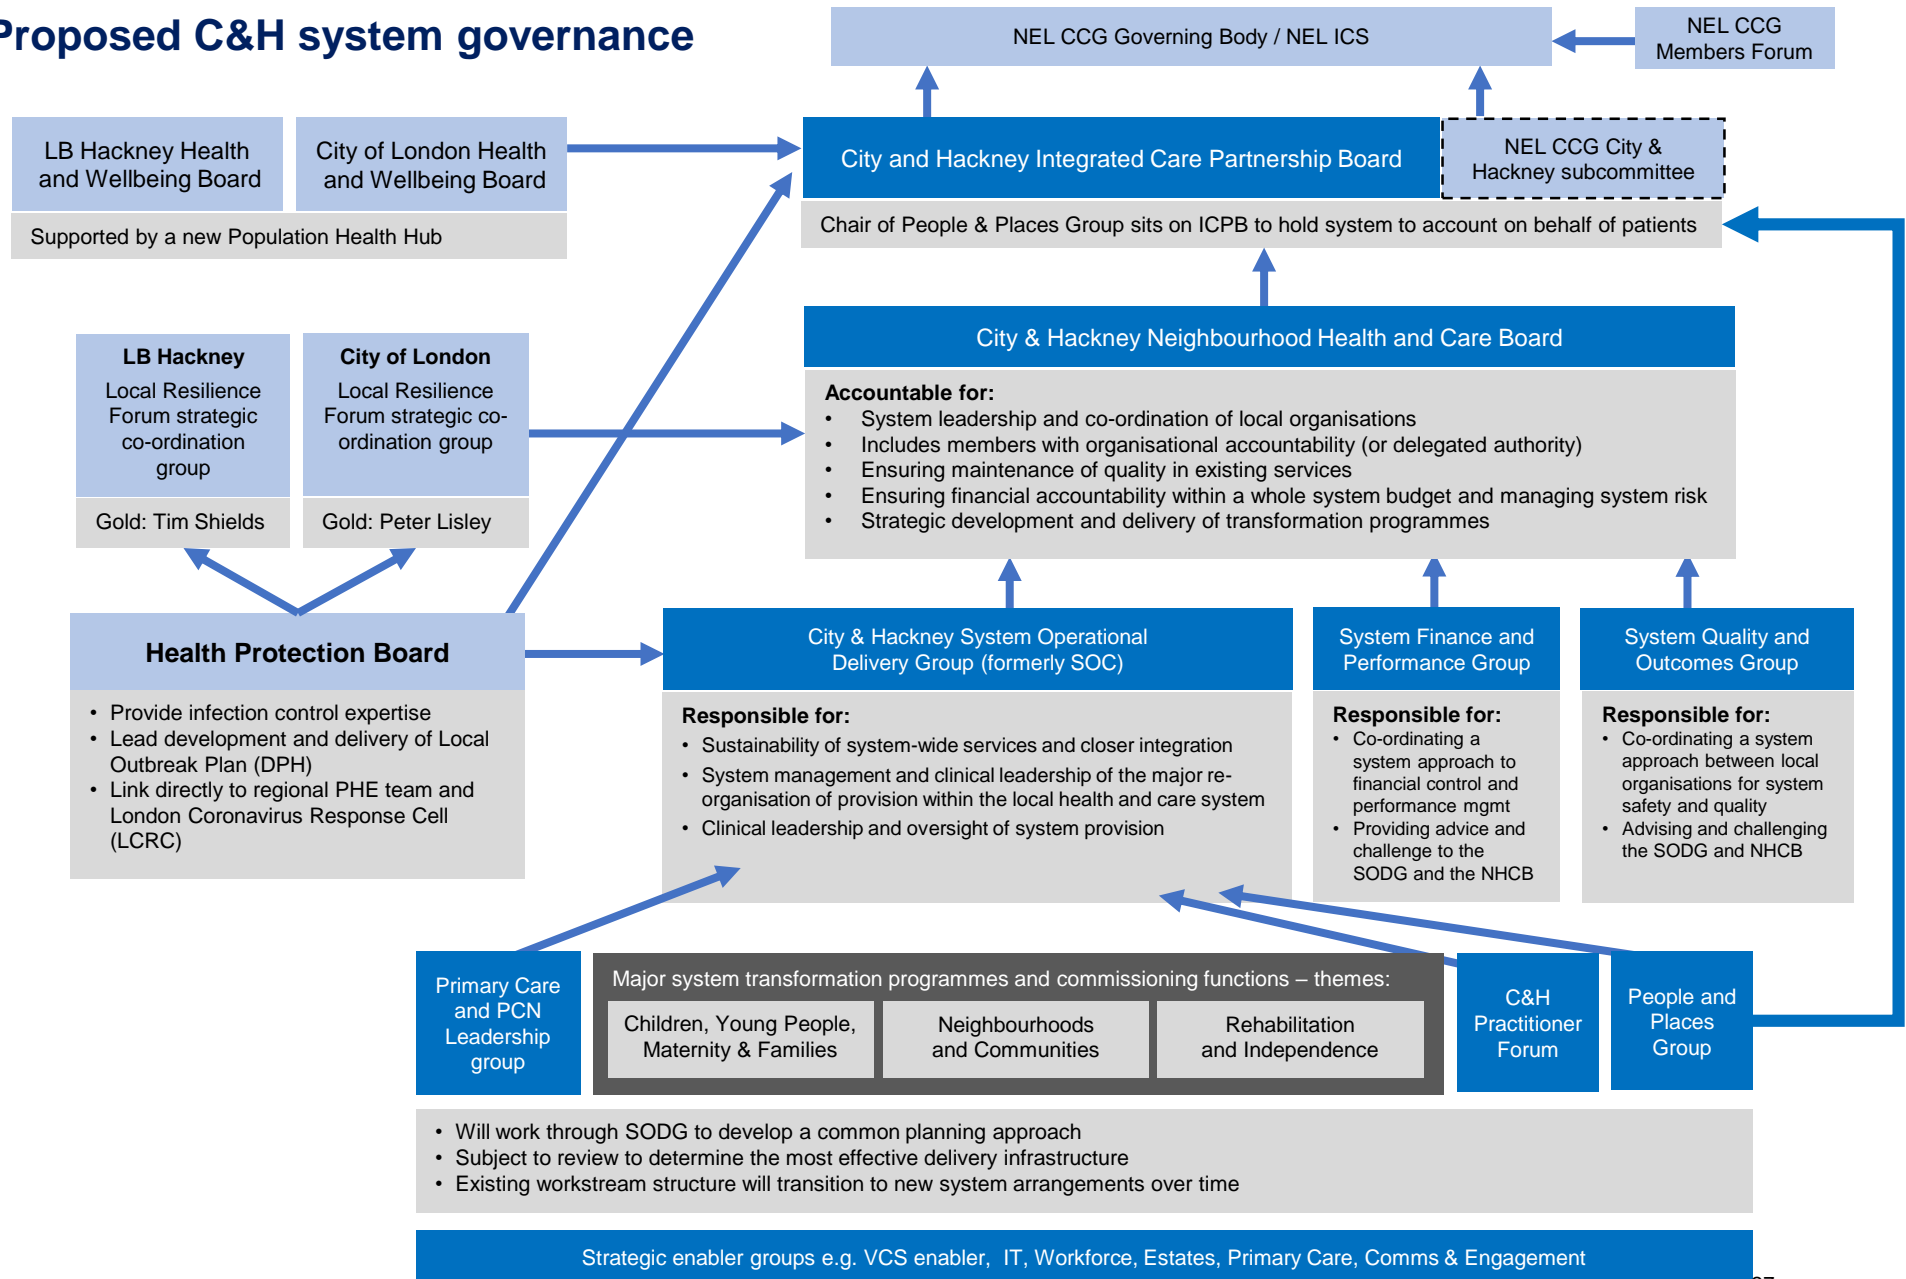 Proposed C&H system governance
NEL CCG Governing Body / NEL ICS
NEL CCG
Members Forum
LB Hackney Health
and Wellbeing Board
City of London Health
and Wellbeing Board
Supported by a new Population Health Hub
City and Hackney Integrated Care Partnership Board
NEL CCG City &
Hackney subcommittee
Chair of People & Places Group sits on ICPB to hold system to account on behalf of patients
LB Hackney
Local Resilience
Forum strategic
co-ordination
group
Gold: Tim Shields
City of London
Local Resilience
Forum strategic co-
ordination group
Gold: Peter Lisley
City & Hackney Neighbourhood Health and Care Board
Accountable for:
• System leadership and co-ordination of local organisations
• Includes members with organisational accountability (or delegated authority)
• Ensuring maintenance of quality in existing services
• Ensuring financial accountability within a whole system budget and managing system risk
• Strategic development and delivery of transformation programmes
Health Protection Board
• Provide infection control expertise
• Lead development and delivery of Local
Outbreak Plan (DPH)
• Link directly to regional PHE team and
London Coronavirus Response Cell
(LCRC)
City & Hackney System Operational
Delivery Group (formerly SOC)
Responsible for:
• Sustainability of system-wide services and closer integration
• System management and clinical leadership of the major re-
organisation of provision within the local health and care system
• Clinical leadership and oversight of system provision
System Finance and
Performance Group
Responsible for:
• Co-ordinating a
system approach to
financial control and
performance mgmt
• Providing advice and
challenge to the
SODG and the NHCB
System Quality and
Outcomes Group
Responsible for:
• Co-ordinating a system
approach between local
organisations for system
safety and quality
• Advising and challenging
the SODG and NHCB
Primary Care
and PCN
Leadership
group
Major system transformation programmes and commissioning functions – themes:
Children, Young People,
Maternity & Families
Neighbourhoods
and Communities
Rehabilitation
and Independence
C&H
Practitioner
Forum
People and
Places
Group
• Will work through SODG to develop a common planning approach
• Subject to review to determine the most effective delivery infrastructure
• Existing workstream structure will transition to new system arrangements over time
Strategic enabler groups e.g. VCS enabler, IT, Workforce, Estates, Primary Care, Comms & Engagement